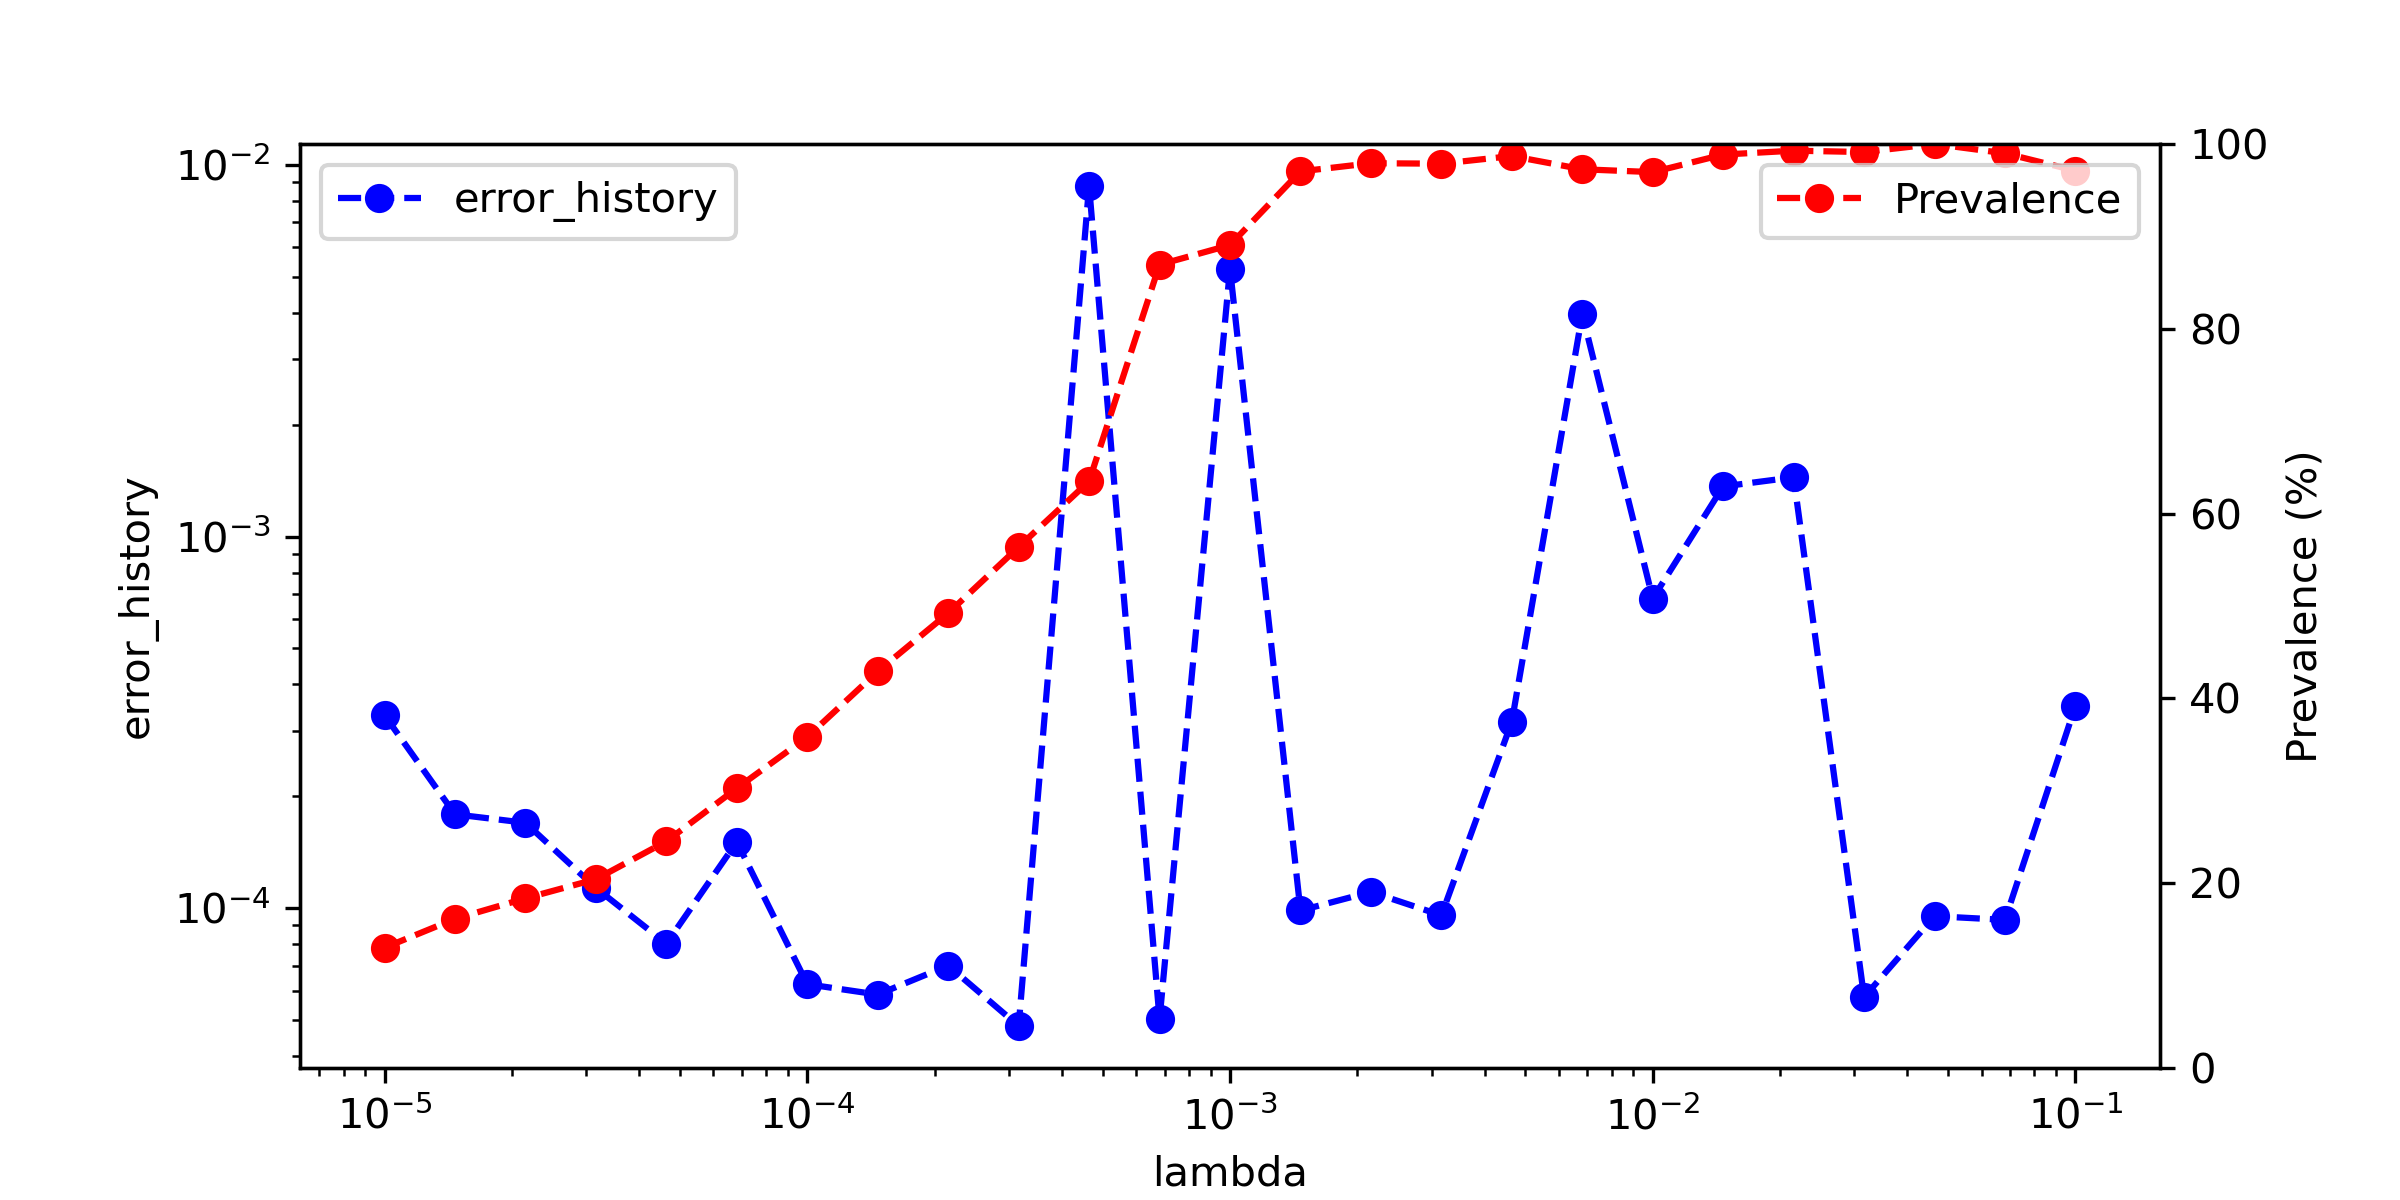 error_history
Prevalence
10⁻²
10⁻³
10⁻⁴
error_history
100
80
60
40
20
0
Prevalence (%)
10⁻⁵
10⁻⁴
10⁻³
10⁻²
10⁻¹
lambda